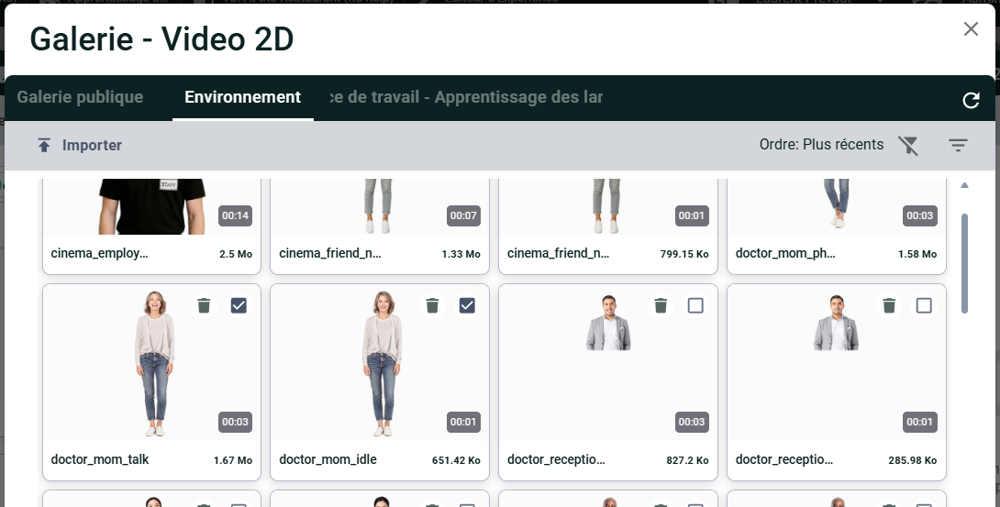 Galerie - Video 2D
Galerie publique
Environnement
ce de travail - Apprentissage des lar
Importer
Ordre: Plus récents
STAFF
00:14
00:07
00:01
00:03
cinema_employ... 2.5 Mo
cinema_friend_n... 1.33 Mo
cinema_friend_n... 799.15 Ko
doctor_mom_ph... 1.58 Mo
00:03
00:01
00:03
00:01
doctor_mom_talk 1.67 Mo
doctor_mom_idle 651.42 Ko
doctor_receptio... 827.2 Ko
doctor_receptio... 285.98 Ko